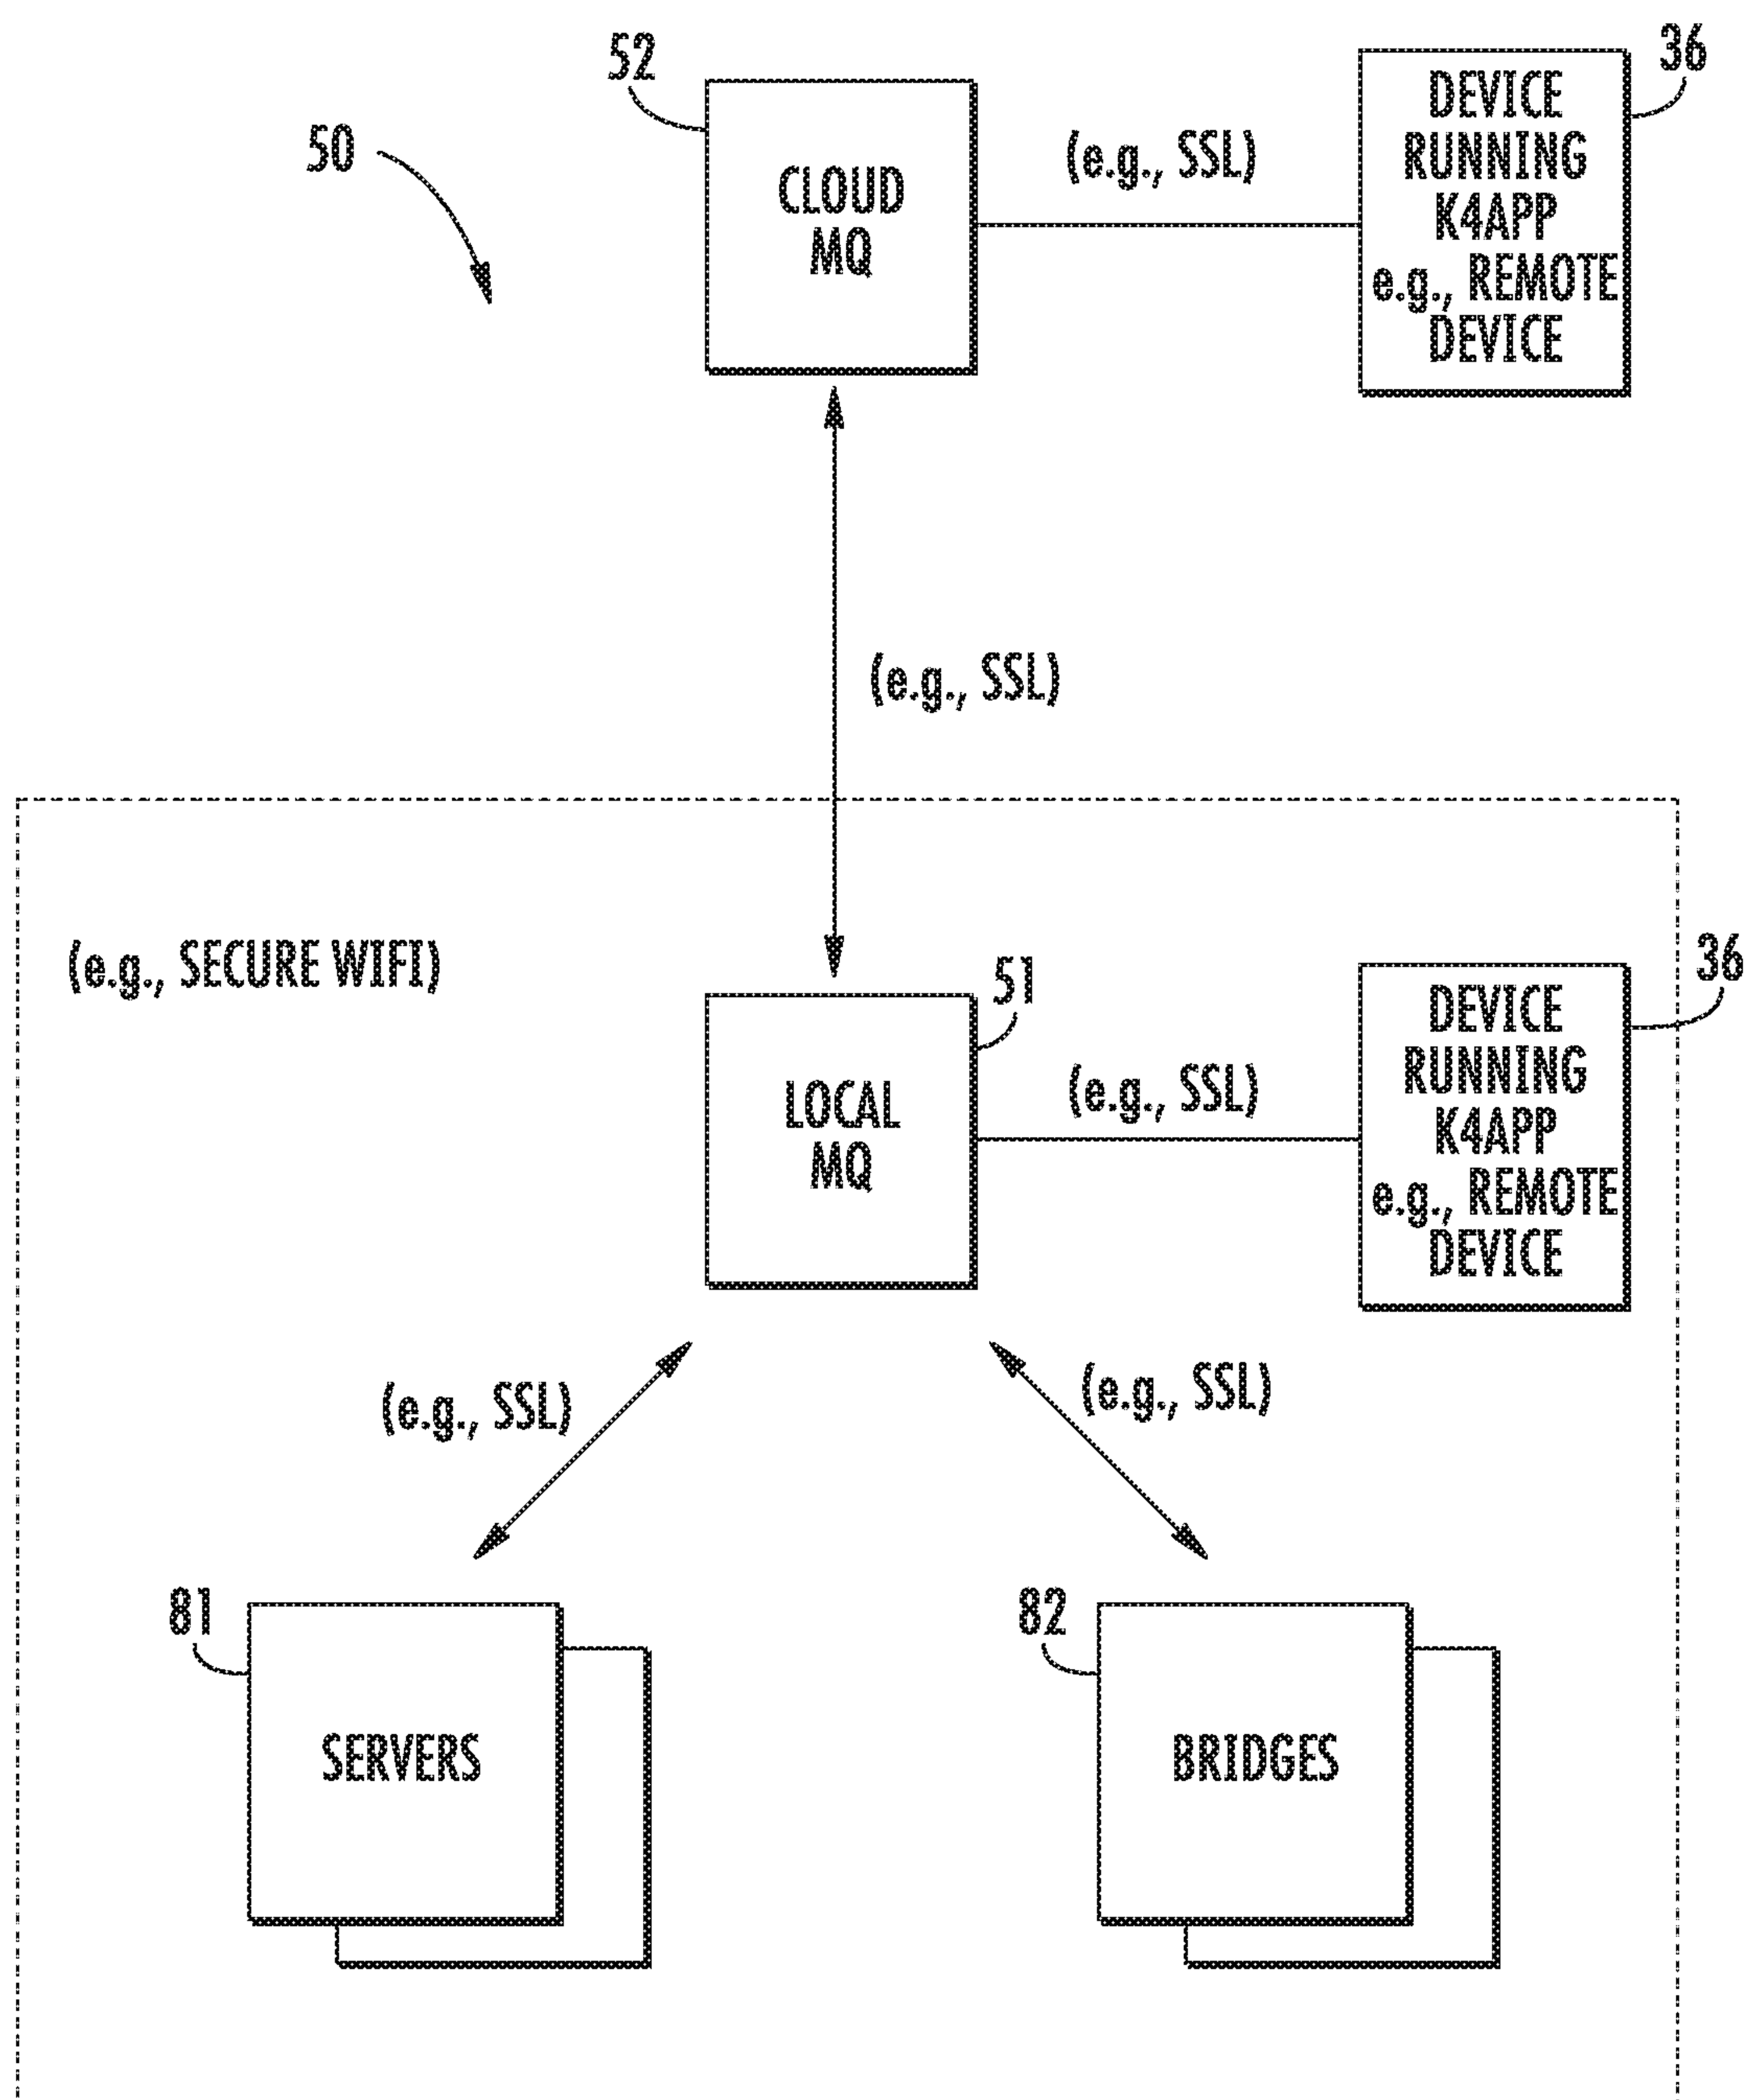 52
36
50
CLOUD
MQ
(e.g., SSL)
DEVICE
RUNNING
K4APP
e.g., REMOTE
DEVICE
(e.g., SSL)
(e.g., SECURE WIFI)
51
36
LOCAL
MQ
(e.g., SSL)
DEVICE
RUNNING
K4APP
e.g., REMOTE
DEVICE
(e.g., SSL)
(e.g., SSL)
81
82
SERVERS
BRIDGES